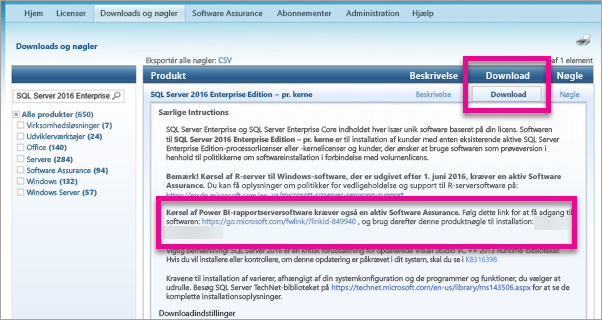 Hjem Licenser Downloads og nøgler Software Assurance Abonnementer Administration Hjælp
Downloads og nøgler
Eksportér alle nøgler: CSV af 1 element
Produkt Beskrivelse Download Nøgle
SQL Server 2016 Enterprise
SQL Server 2016 Enterprise Edition – pr. kerne Beskrivelse Download Nøgle
Alle produkter (650)
Virksomhedsløsninger (7)
Udviklerværktøjer (24)
Office (140)
Servere (284)
Software Assurance (94)
Windows (132)
Windows Server (57)
Særlige Intructions
SQL Server Enterprise og SQL Server Enterprise Core indholdet hver især unik software baseret på din licens. Softwaren
til SQL Server 2016 Enterprise Edition – pr. kerne til installation af kunder med enten eksisterende aktive SQL Server
Enterprise Edition-processorlicenser eller -kernelicenser og kunder, der ønsker at bruge softwaren som prøveversion i
henhold til politikkerne om softwareinstallation i forbindelse med volumenlicens.
Bemærk! Kørsel af R-server til Windows-software, der er udgivet efter 1. juni 2016, kræver en aktiv Software
Assurance. Du kan få oplysninger om politikker for vedligeholdelse og support til R-serversoftware på:
Kørsel af Power BI-rapportserversoftware kræver også en aktiv Software Assurance. Følg dette link for at få adgang til
softwaren: https://go.microsoft.com/fwlink/?linkid=849940 , og brug derefter denne produktnøgle til installation:
Vigtig bemærkning: SQL Server 2016 er en kritisk forudsætning for opdaterede Visual Studio VC ++ 2013 Runtime-biblioteker.
Hvis du vil installere eller kontrollere, om denne opdatering er påkrævet i dit system, skal du se i KB316398
Kravene til installation af varierer, afhængigt af din systemkonfiguration og de programmer og funktioner, du vælger at
udrulle. Besøg SQL Server TechNet-biblioteket på https://technet.microsoft.com/en-us/library/ms143506.aspx for at se de
komplette installationsoplysninger.
Downloadindstillinger